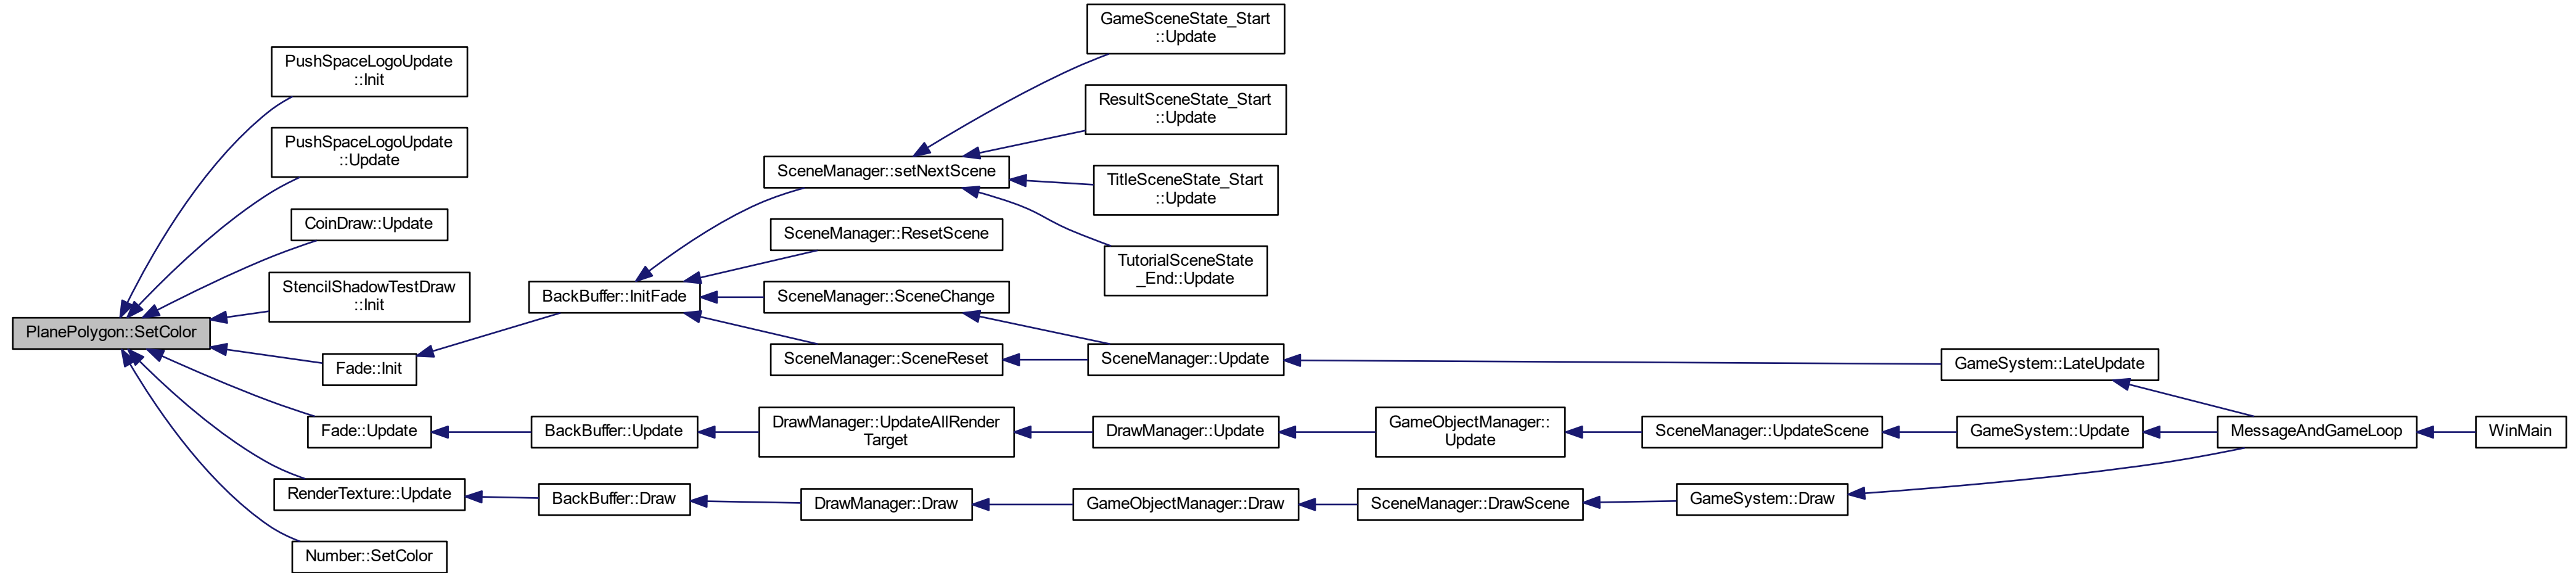 PlanePolygon::SetColor
PushSpaceLogoUpdate
::Init
PushSpaceLogoUpdate
::Update
CoinDraw::Update
StencilShadowTestDraw
::Init
Fade::Init
Fade::Update
RenderTexture::Update
Number::SetColor
BackBuffer::InitFade
BackBuffer::Update
BackBuffer::Draw
SceneManager::setNextScene
SceneManager::ResetScene
SceneManager::SceneChange
SceneManager::SceneReset
DrawManager::UpdateAllRender
Target
DrawManager::Draw
GameSceneState_Start
::Update
ResultSceneState_Start
::Update
TitleSceneState_Start
::Update
TutorialSceneState
_End::Update
SceneManager::Update
DrawManager::Update
GameObjectManager::Draw
GameObjectManager::
Update
SceneManager::DrawScene
SceneManager::UpdateScene
GameSystem::Draw
GameSystem::LateUpdate
GameSystem::Update
MessageAndGameLoop
WinMain